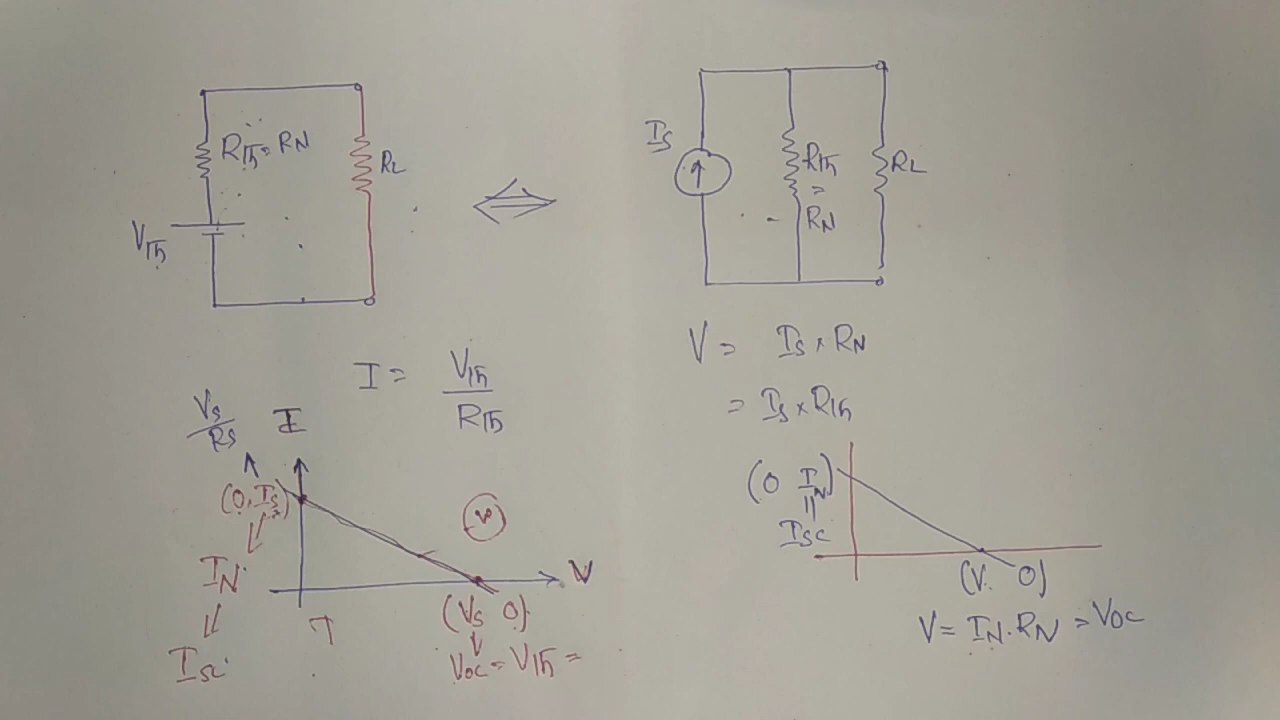 RTh = RN
RL
VTh
IS
RTh
=
RN
RL
I = VTh / RTh
V = IS × RN
= IS × RTh
VS / RS
I
(0, IS)
IN
ISC
V
V
(VS 0)
VOC = VTh =
(0 IN)
ISC
(V 0)
V = IN . RN = VOC